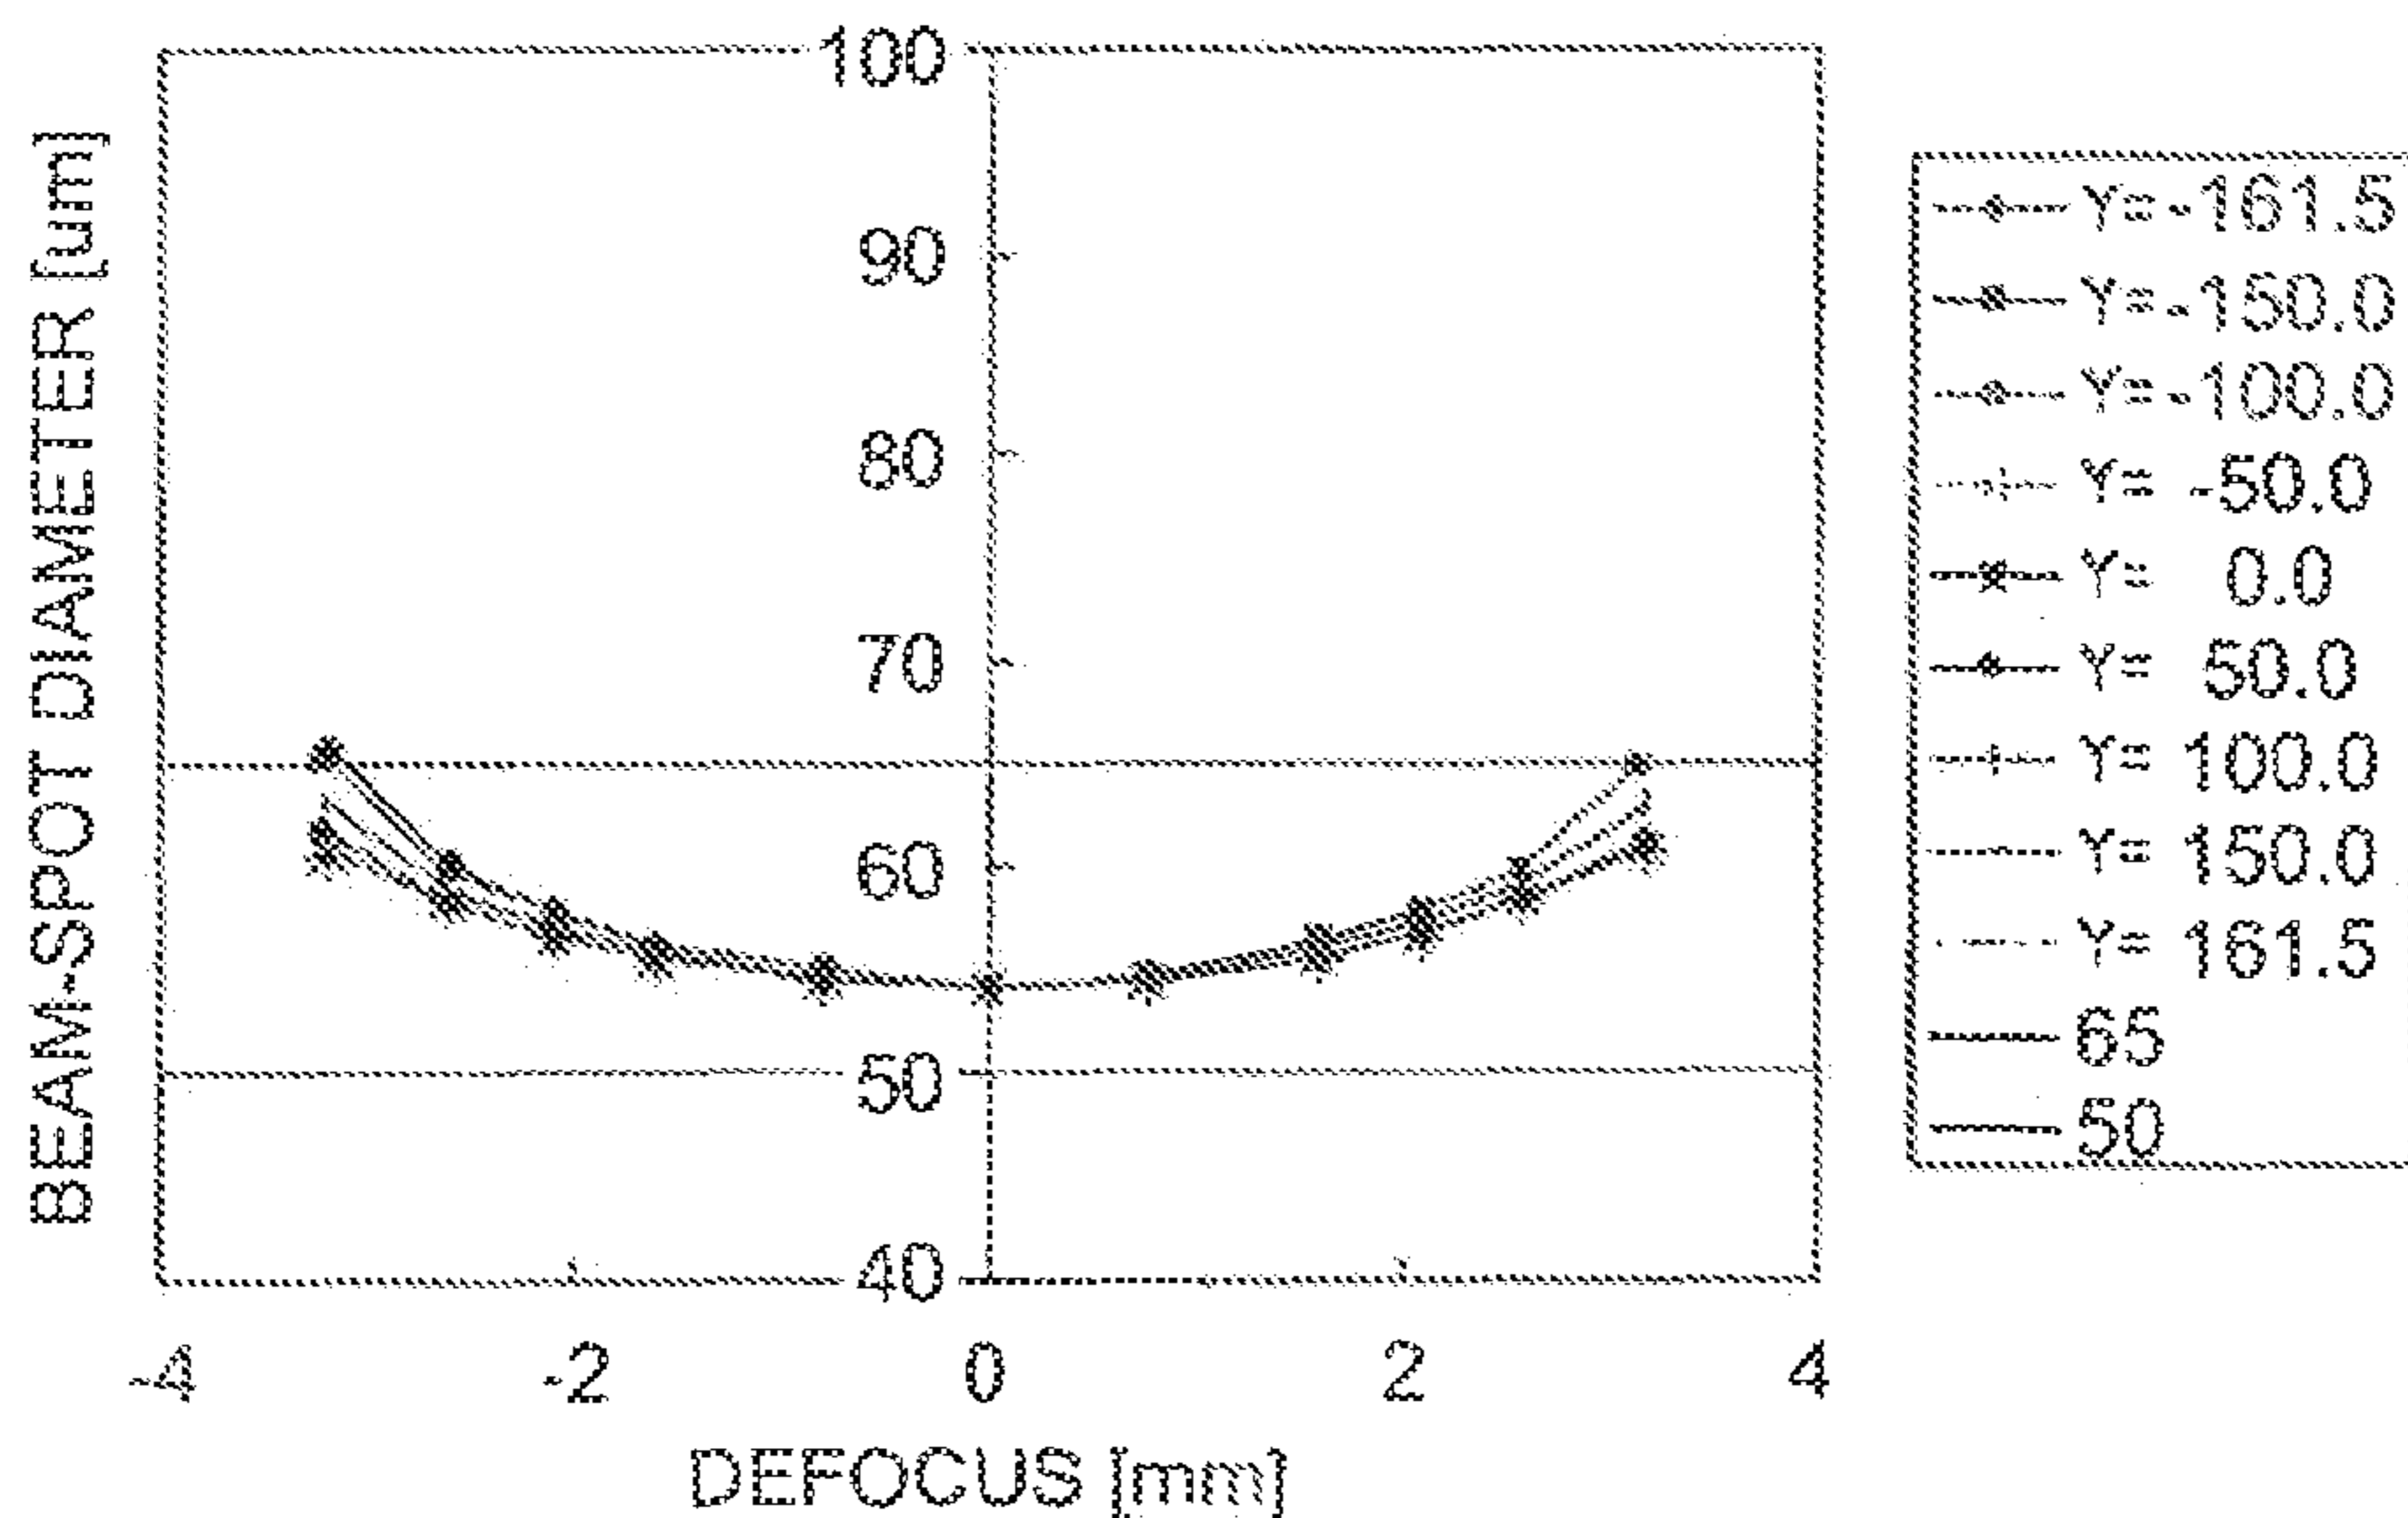 BEAM-SPOT DIAMETER [um]
100
90
80
70
60
50
40
-4
-2
0
2
4
DEFOCUS [mm]
Y=-161.5
Y=-150.0
Y=-100.0
Y= -50.0
Y= 0.0
Y= 50.0
Y= 100.0
Y= 150.0
Y= 161.5
65
50